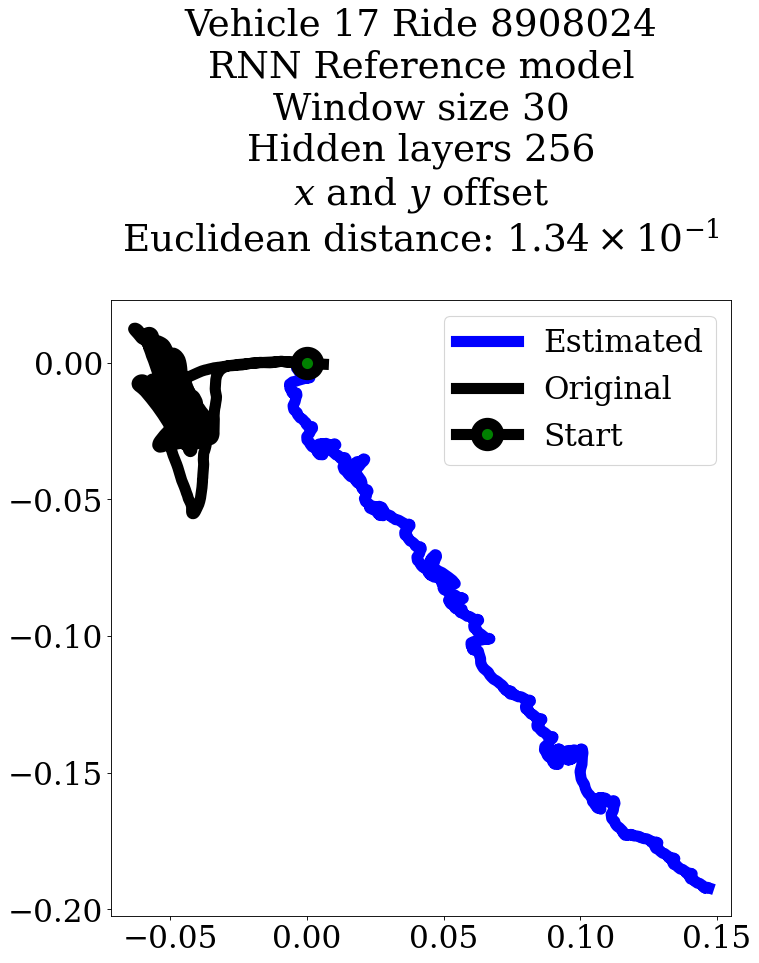 Vehicle 17 Ride 8908024
RNN Reference model
Window size 30
Hidden layers 256
x and y offset
Euclidean distance: 1.34 × 10⁻¹
Estimated
Original
Start
0.00
−0.05
−0.10
−0.15
−0.20
−0.05 0.00 0.05 0.10 0.15